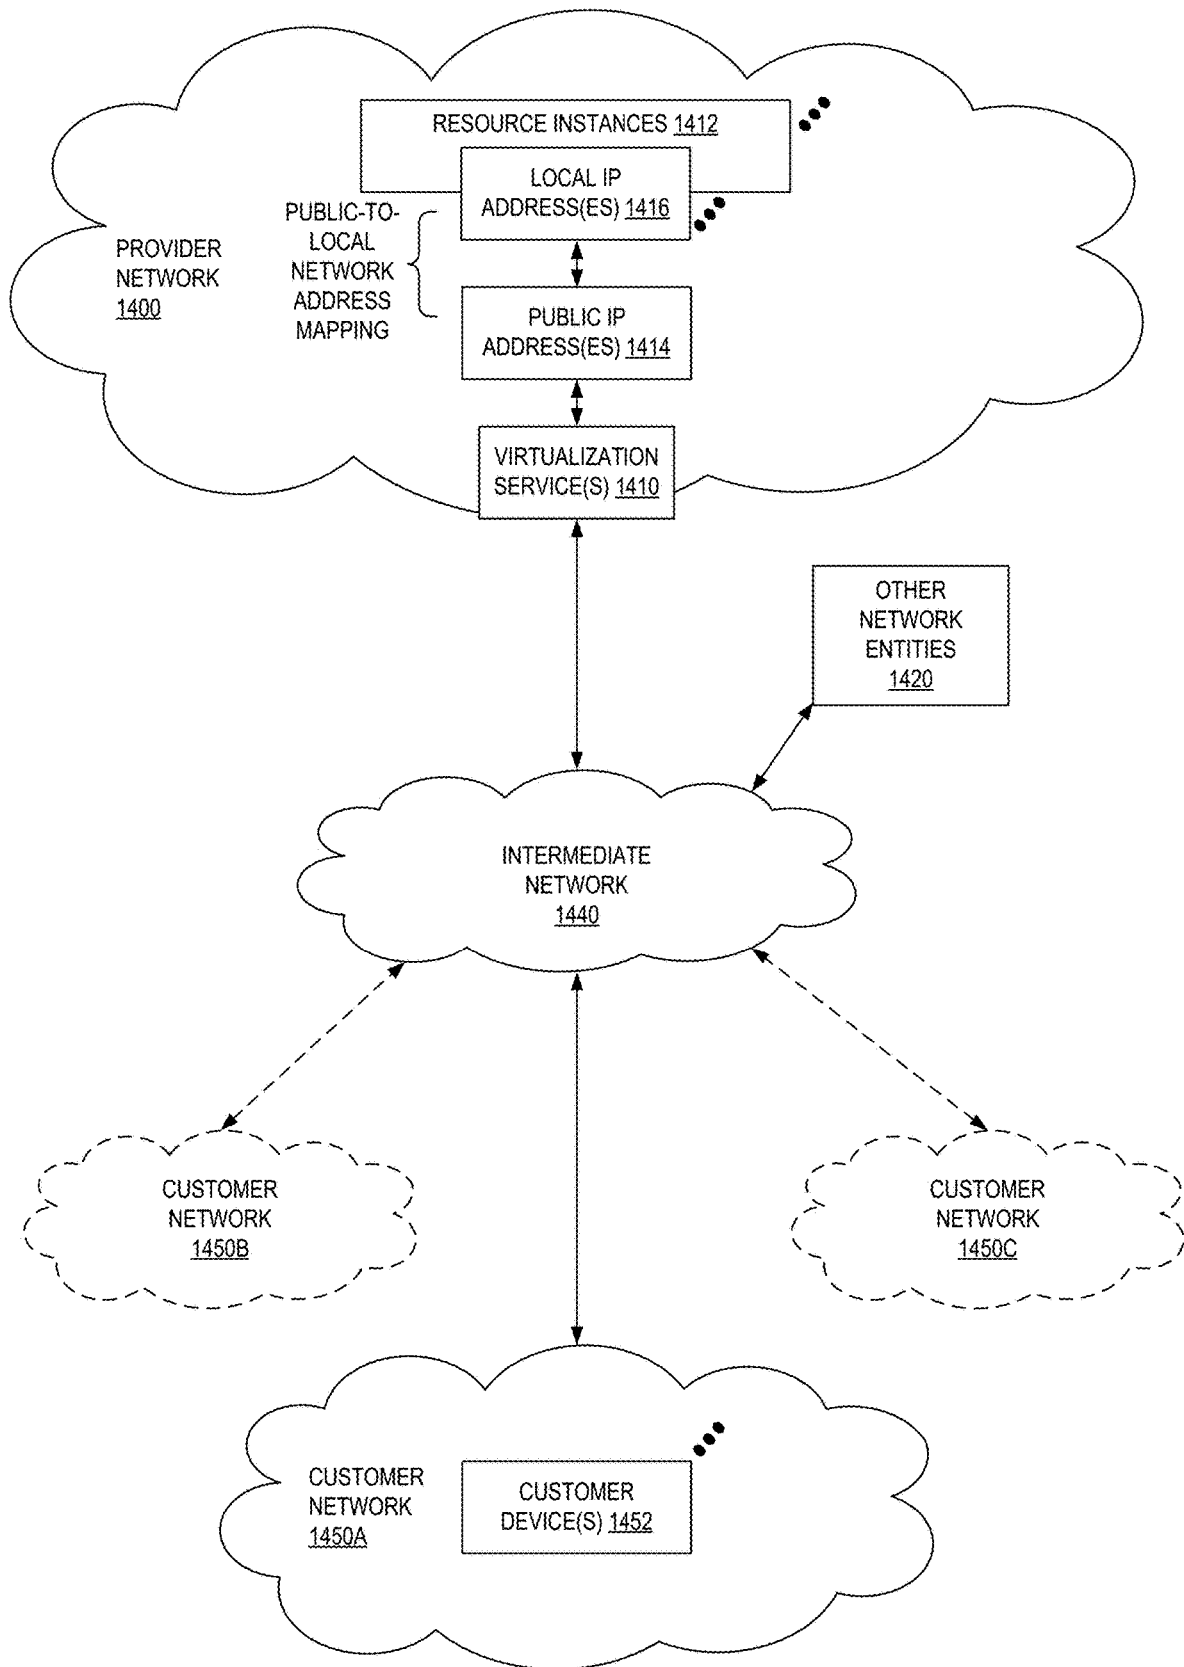 RESOURCE INSTANCES 1412
LOCAL IP
ADDRESS(ES) 1416
PUBLIC-TO-
LOCAL
NETWORK
ADDRESS
MAPPING
PROVIDER
NETWORK
1400
PUBLIC IP
ADDRESS(ES) 1414
VIRTUALIZATION
SERVICE(S) 1410
OTHER
NETWORK
ENTITIES
1420
INTERMEDIATE
NETWORK
1440
CUSTOMER
NETWORK
1450B
CUSTOMER
NETWORK
1450C
CUSTOMER
NETWORK
1450A
CUSTOMER
DEVICE(S) 1452